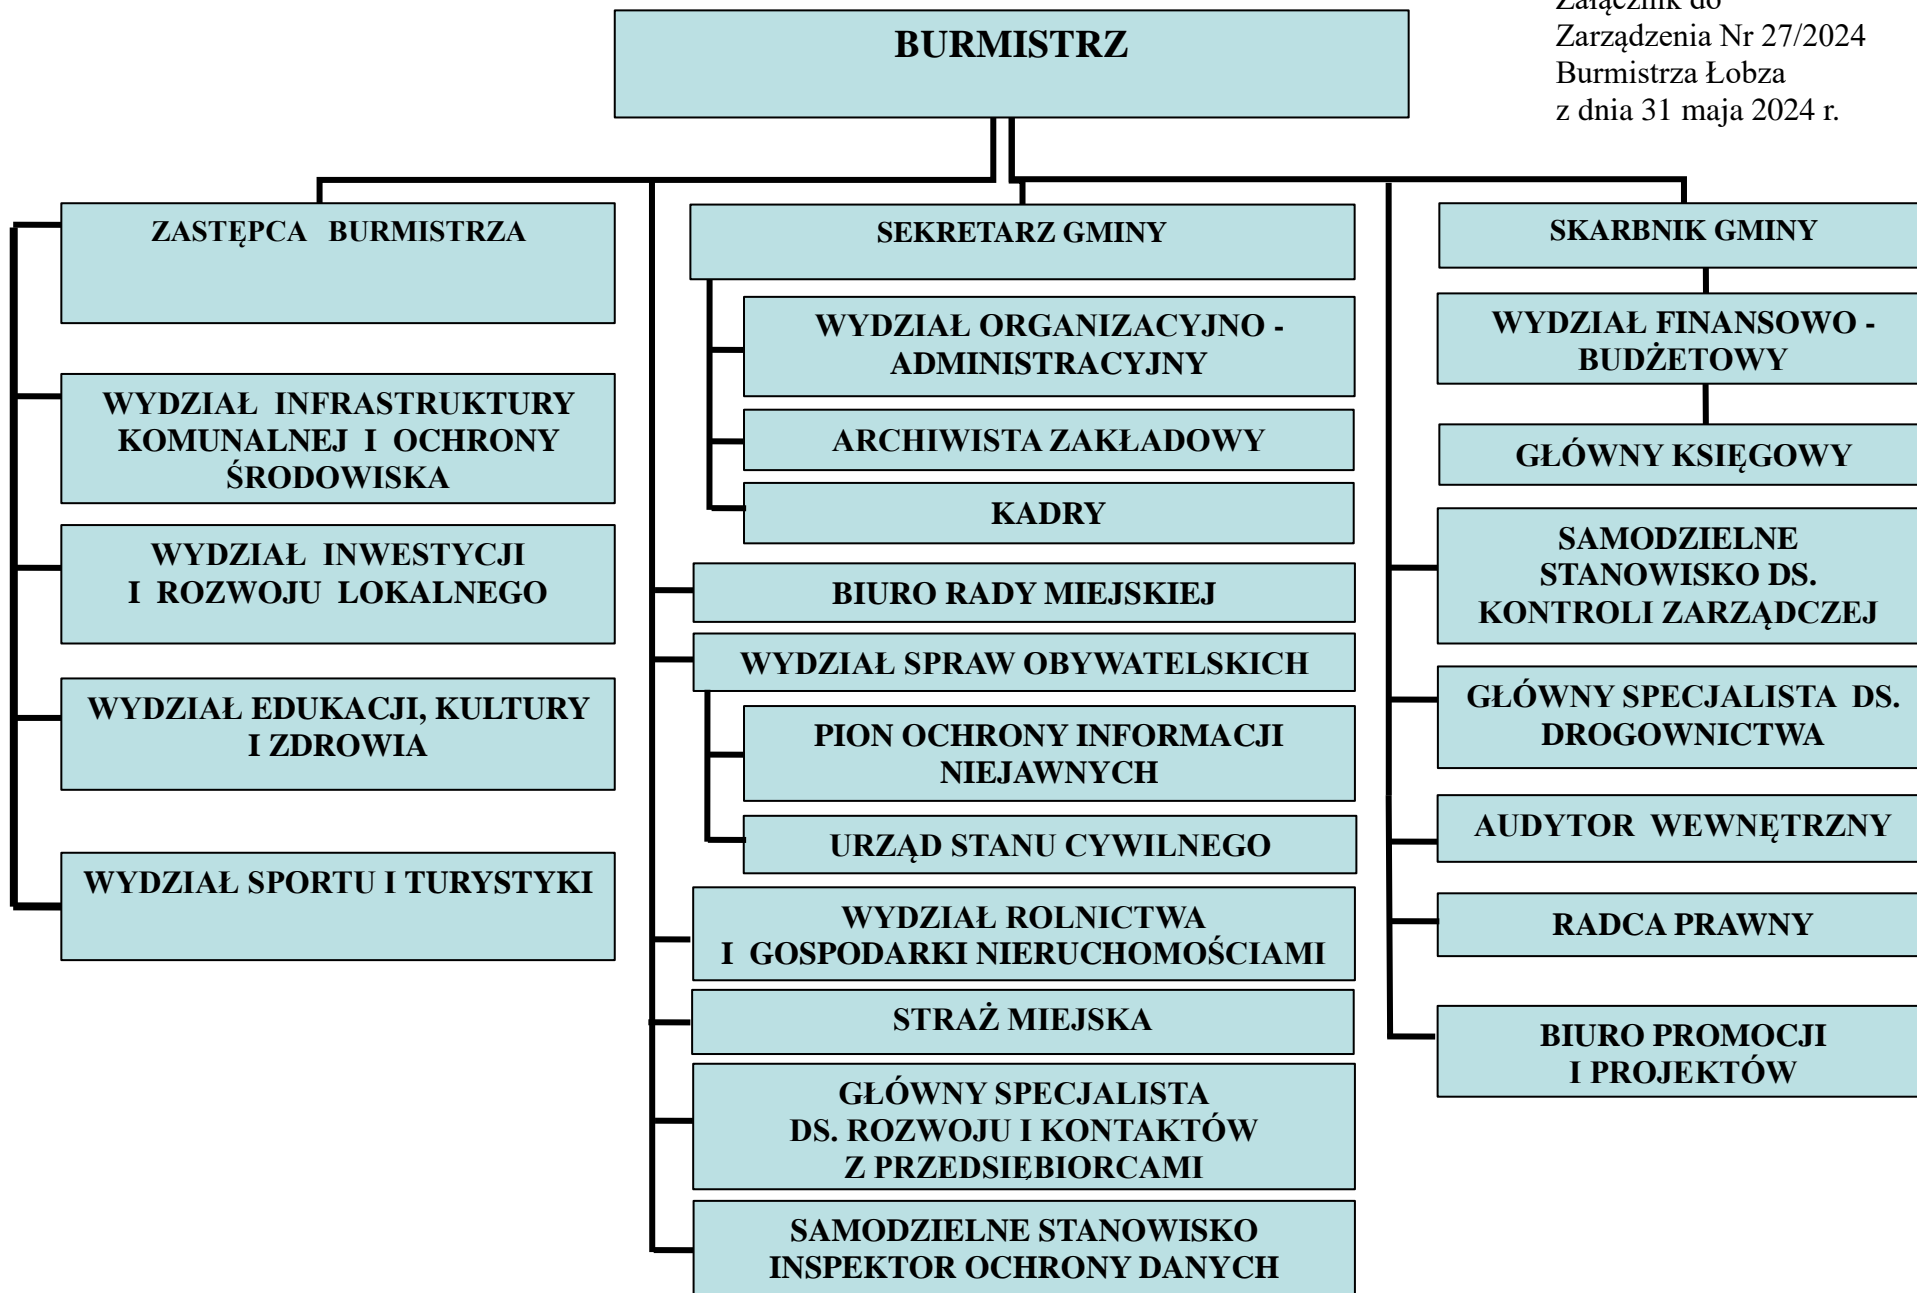 Załącznik do
Zarządzenia Nr 27/2024
Burmistrza Łobza
z dnia 31 maja 2024 r.
BURMISTRZ
ZASTĘPCA BURMISTRZA
WYDZIAŁ INFRASTRUKTURY
KOMUNALNEJ I OCHRONY
ŚRODOWISKA
WYDZIAŁ INWESTYCJI
I ROZWOJU LOKALNEGO
WYDZIAŁ EDUKACJI, KULTURY
I ZDROWIA
WYDZIAŁ SPORTU I TURYSTYKI
SEKRETARZ GMINY
WYDZIAŁ ORGANIZACYJNO -
ADMINISTRACYJNY
ARCHIWISTA ZAKŁADOWY
KADRY
BIURO RADY MIEJSKIEJ
WYDZIAŁ SPRAW OBYWATELSKICH
PION OCHRONY INFORMACJI
NIEJAWNYCH
URZĄD STANU CYWILNEGO
WYDZIAŁ ROLNICTWA
I GOSPODARKI NIERUCHOMOŚCIAMI
STRAŻ MIEJSKA
GŁÓWNY SPECJALISTA
DS. ROZWOJU I KONTAKTÓW
Z PRZEDSIĘBIORCAMI
SAMODZIELNE STANOWISKO
INSPEKTOR OCHRONY DANYCH
SKARBNIK GMINY
WYDZIAŁ FINANSOWO -
BUDŻETOWY
GŁÓWNY KSIĘGOWY
SAMODZIELNE
STANOWISKO DS.
KONTROLI ZARZĄDCZEJ
GŁÓWNY SPECJALISTA DS.
DROGOWNICTWA
AUDYTOR WEWNĘTRZNY
RADCA PRAWNY
BIURO PROMOCJI
I PROJEKTÓW